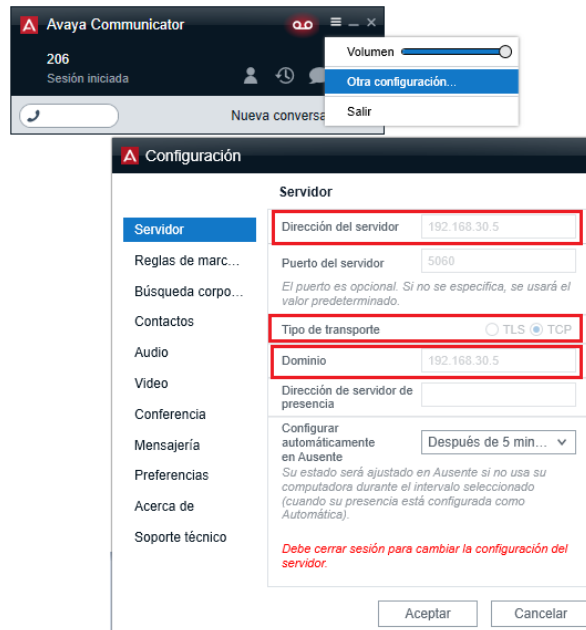 Avaya Communicator
206
Sesión iniciada
Volumen
Otra configuración...
Salir
Nueva conversa
Configuración
Servidor
Servidor
Reglas de marc...
Búsqueda corpo...
Contactos
Audio
Video
Conferencia
Mensajería
Preferencias
Acerca de
Soporte técnico
Dirección del servidor 192.168.30.5
Puerto del servidor 5060
El puerto es opcional. Si no se especifica, se usará el
valor predeterminado.
Tipo de transporte TLS TCP
Dominio 192.168.30.5
Dirección de servidor de
presencia
Configurar
automáticamente
en Ausente
Después de 5 min...
Su estado será ajustado en Ausente si no usa su
computadora durante el intervalo seleccionado
(cuando su presencia está configurada como
Automática).
Debe cerrar sesión para cambiar la configuración del
servidor.
Aceptar Cancelar